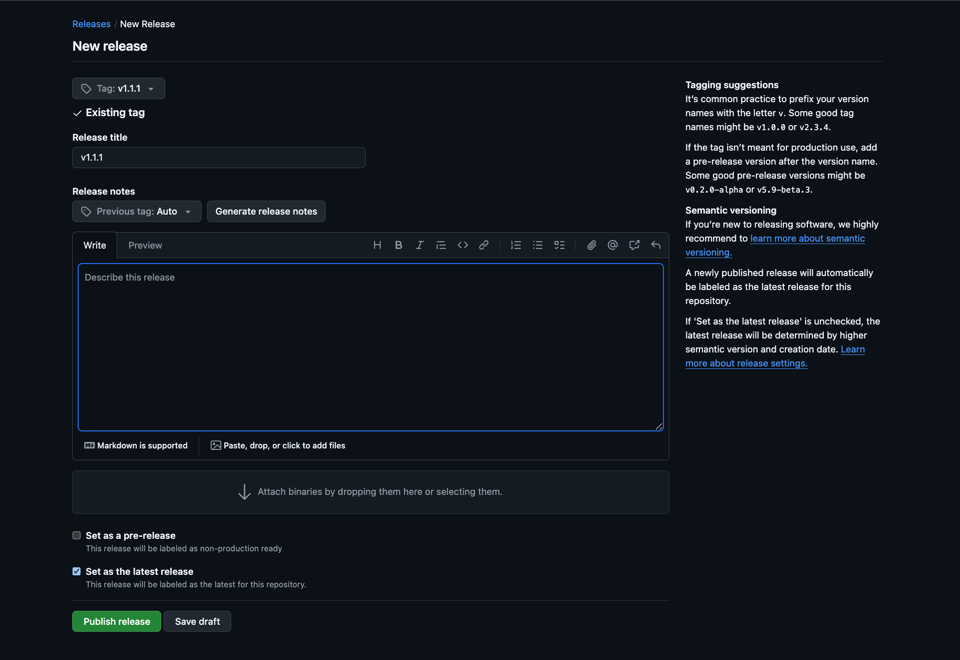 Releases / New Release
New release
Tag: v1.1.1
Existing tag
Release title
v1.1.1
Release notes
Previous tag: Auto
Generate release notes
Write
Preview
Describe this release
Markdown is supported
Paste, drop, or click to add files
Attach binaries by dropping them here or selecting them.
Set as a pre-release
This release will be labeled as non-production ready
Set as the latest release
This release will be labeled as the latest for this repository.
Publish release
Save draft
Tagging suggestions
It's common practice to prefix your version
names with the letter v. Some good tag
names might be v1.0.0 or v2.3.4.
If the tag isn't meant for production use, add
a pre-release version after the version name.
Some good pre-release versions might be
v0.2.0-alpha or v5.9-beta.3.
Semantic versioning
If you're new to releasing software, we highly
recommend to learn more about semantic
versioning.
A newly published release will automatically
be labeled as the latest release for this
repository.
If 'Set as the latest release' is unchecked, the
latest release will be determined by higher
semantic version and creation date. Learn
more about release settings.